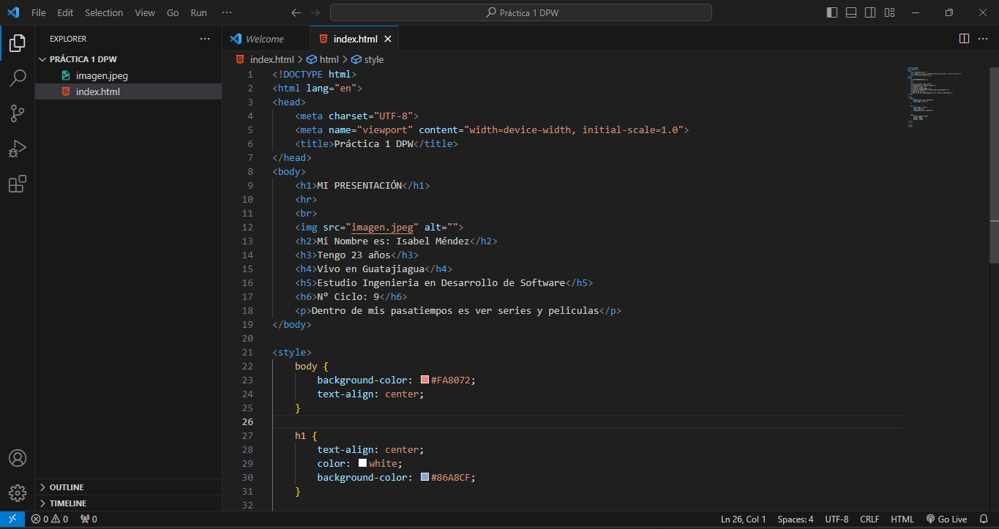 File Edit Selection View Go Run ··· Práctica 1 DPW
EXPLORER ···
PRÁCTICA 1 DPW
imagen.jpeg
index.html
OUTLINE
TIMELINE
Welcome index.html
index.html > html > style
1 <!DOCTYPE html>
2 <html lang="en">
3 <head>
4 <meta charset="UTF-8">
5 <meta name="viewport" content="width=device-width, initial-scale=1.0">
6 <title>Práctica 1 DPW</title>
7 </head>
8 <body>
9 <h1>MI PRESENTACIÓN</h1>
10 <hr>
11 <br>
12 <img src="imagen.jpeg" alt="">
13 <h2>Mi Nombre es: Isabel Méndez</h2>
14 <h3>Tengo 23 años</h3>
15 <h4>Vivo en Guatajiagua</h4>
16 <h5>Estudio Ingenieria en Desarrollo de Software</h5>
17 <h6>N° Ciclo: 9</h6>
18 <p>Dentro de mis pasatiempos es ver series y peliculas</p>
19 </body>
20
21 <style>
22 body {
23 background-color: #FA8072;
24 text-align: center;
25 }
26
27 h1 {
28 text-align: center;
29 color: white;
30 background-color: #86A8CF;
31 }
32
0 0 0 Ln 26, Col 1 Spaces: 4 UTF-8 CRLF HTML Go Live